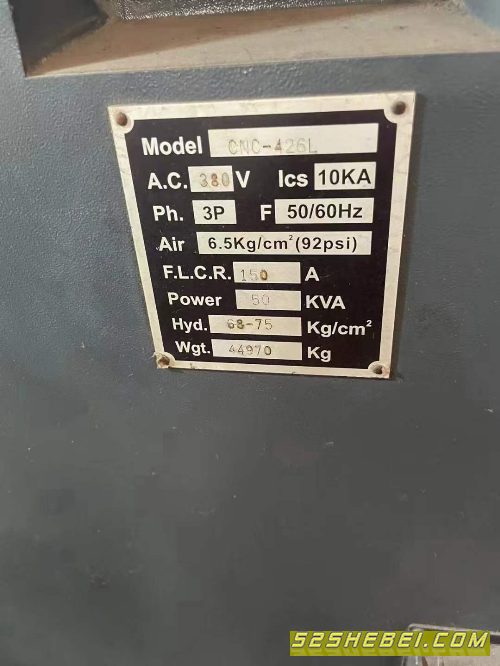 Model CNC-426L
A.C. 380 V Ics 10KA
Ph. 3P F 50/60Hz
Air 6.5Kg/cm²(92psi)
F.L.C.R. 150 A
Power 50 KVA
Hyd. 68-75 Kg/cm²
Wgt. 44970 Kg
52SHEBEI.COM